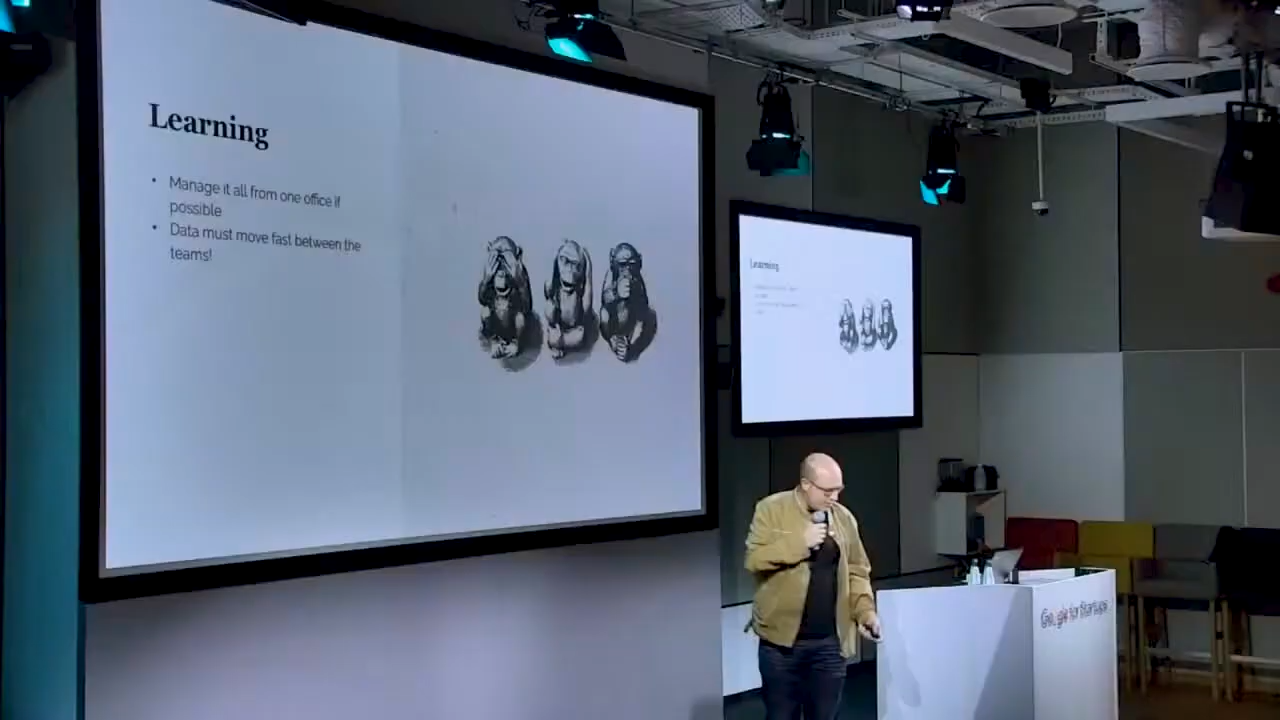 Learning
• Manage it all from one office if
possible
• Data must move fast between the
teams!
Learning
Google for Startups